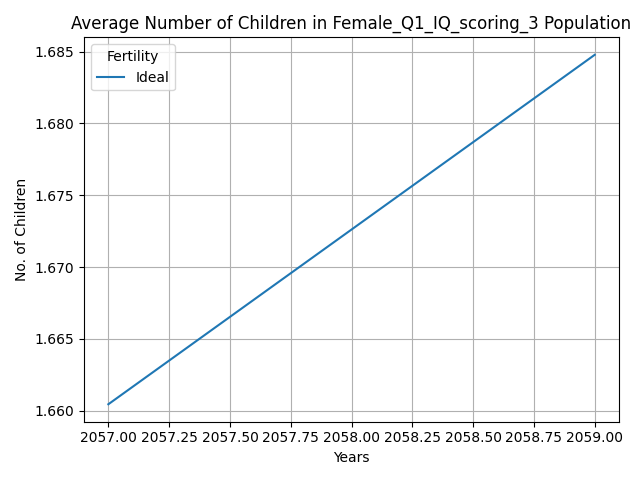 Average Number of Children in Female_Q1_IQ_scoring_3 Population
Fertility
Ideal
No. of Children
1.685
1.680
1.675
1.670
1.665
1.660
2057.00 2057.25 2057.50 2057.75 2058.00 2058.25 2058.50 2058.75 2059.00
Years